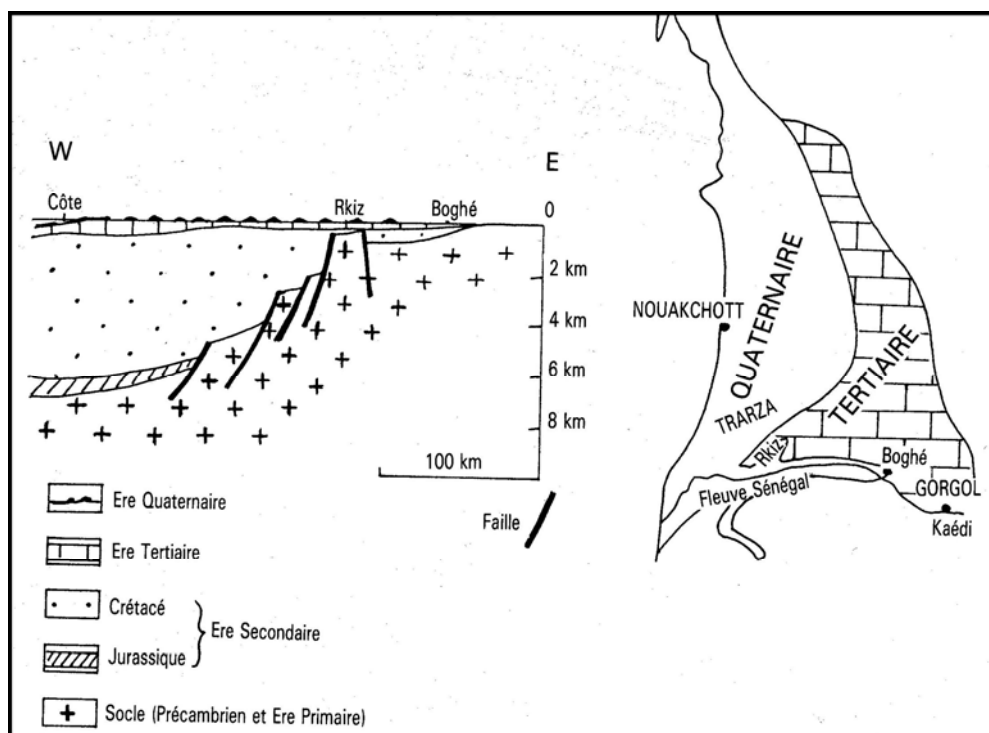 W
E
Côte
Rkiz
Boghé
0
2 km
4 km
6 km
8 km
100 km
Faille
Ere Quaternaire
Ere Tertiaire
Crétacé
Ere Secondaire
Jurassique
Socle (Précambrien et Ere Primaire)
NOUAKCHOTT
QUATERNAIRE
TERTIAIRE
TRARZA
Rkiz
Boghé
Fleuve Sénégal
GORGOL
Kaédi